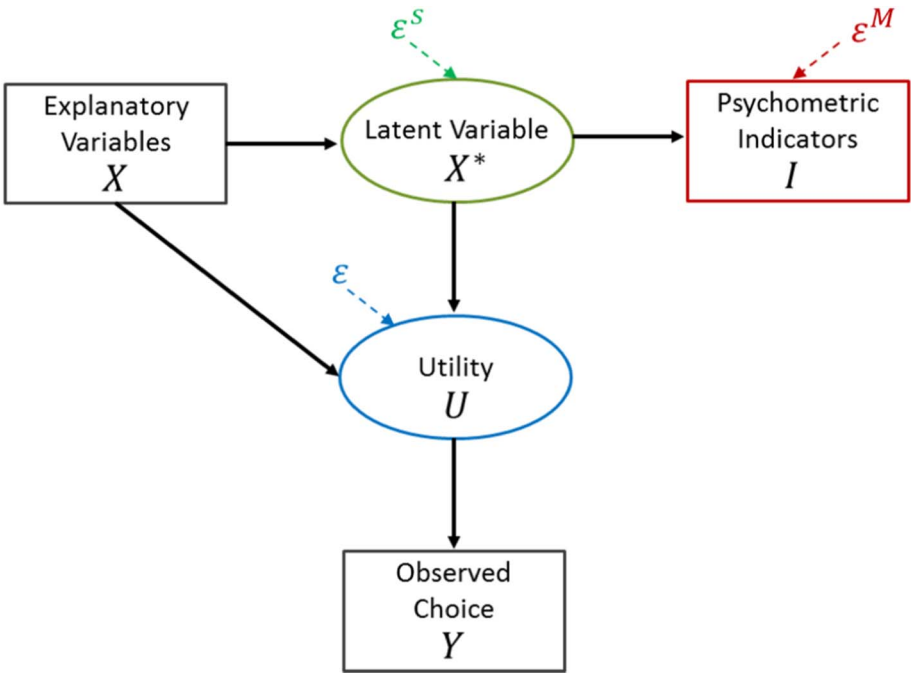 ε^S
ε^M
Explanatory
Variables
X
Latent Variable
X*
Psychometric
Indicators
I
ε
Utility
U
Observed
Choice
Y